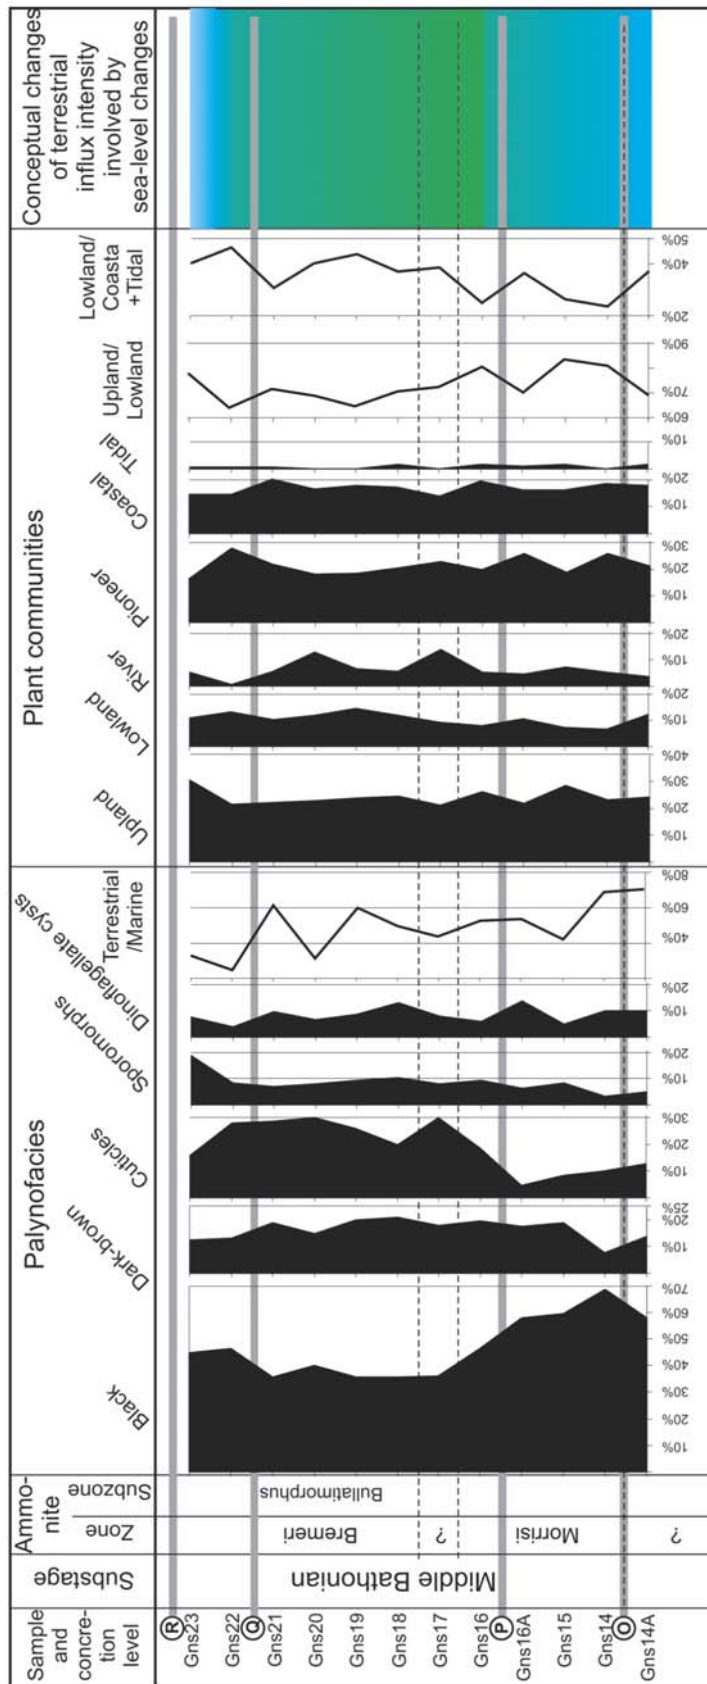 Conceptual changes
of terrestrial
influx intensity
involved by
sea-level changes
Plant communities
Lowland/
Coasta
+Tidal
Upland/
Lowland
Tidal
Coastal
Pioneer
River
Lowland
Upland
50%
40%
20%
90%
70%
60%
10%
20%
10%
30%
20%
10%
20%
10%
20%
10%
40%
30%
20%
10%
Palynofacies
Terrestrial
/Marine
Dinoflagellate cysts
Sporomorphs
Cuticles
Dark-brown
Black
80%
60%
40%
20%
10%
20%
10%
30%
20%
10%
25%
20%
10%
70%
60%
50%
40%
30%
20%
10%
Ammo-
nite
Subzone
Zone
Bullatimorphus
Bremeri
?
Morrisi
?
Substage
Middle Bathonian
Sample
and
concre-
tion
level
R
Gns23
Gns22
Q
Gns21
Gns20
Gns19
Gns18
Gns17
Gns16
P
Gns16A
Gns15
Gns14
O
Gns14A